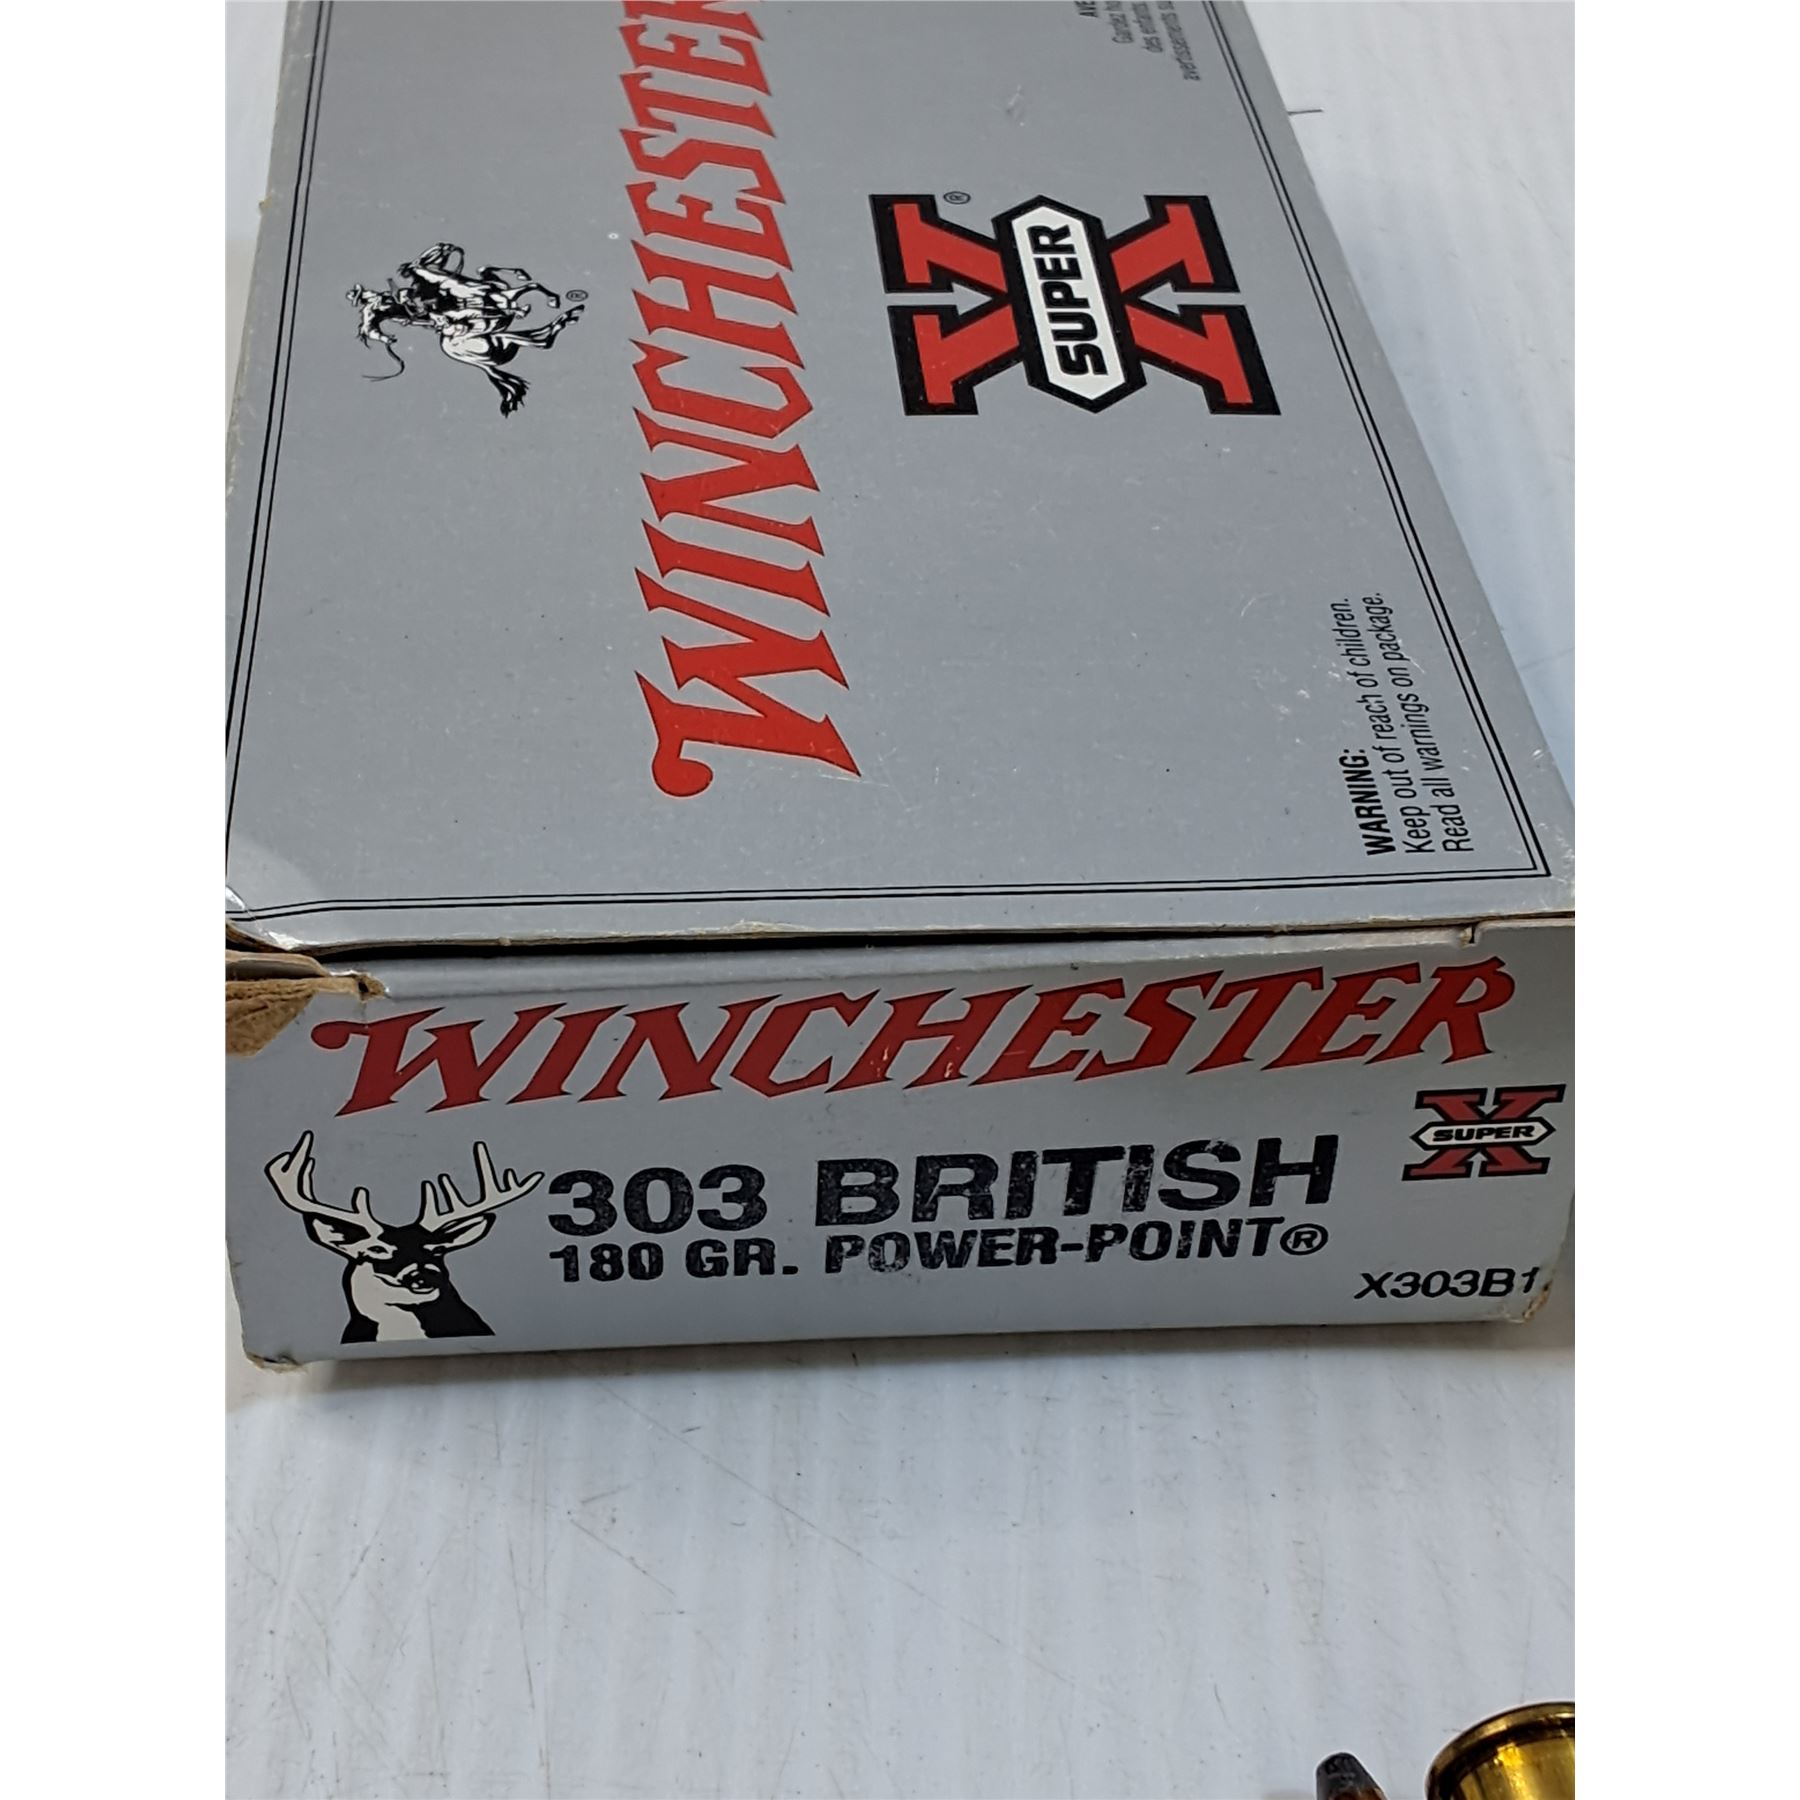 WINCHESTER
®
SUPER X ®
WARNING:
Keep out of reach of children.
Read all warnings on package.
avertissements
WINCHESTER
303 BRITISH
180 GR. POWER-POINT®
SUPER X
X303B1